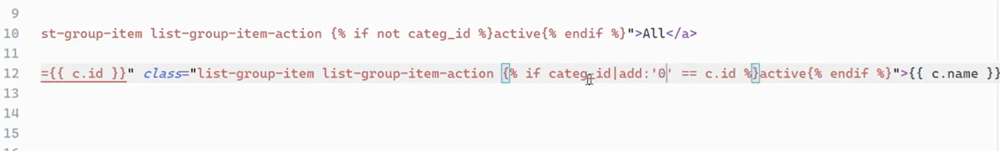 9
10 st-group-item list-group-item-action {% if not categ_id %}active{% endif %}">All</a>
11
12 ={{ c.id }}" class="list-group-item list-group-item-action {% if categ_id|add:'0' == c.id %}active{% endif %}">{{ c.name }}
13
14
15